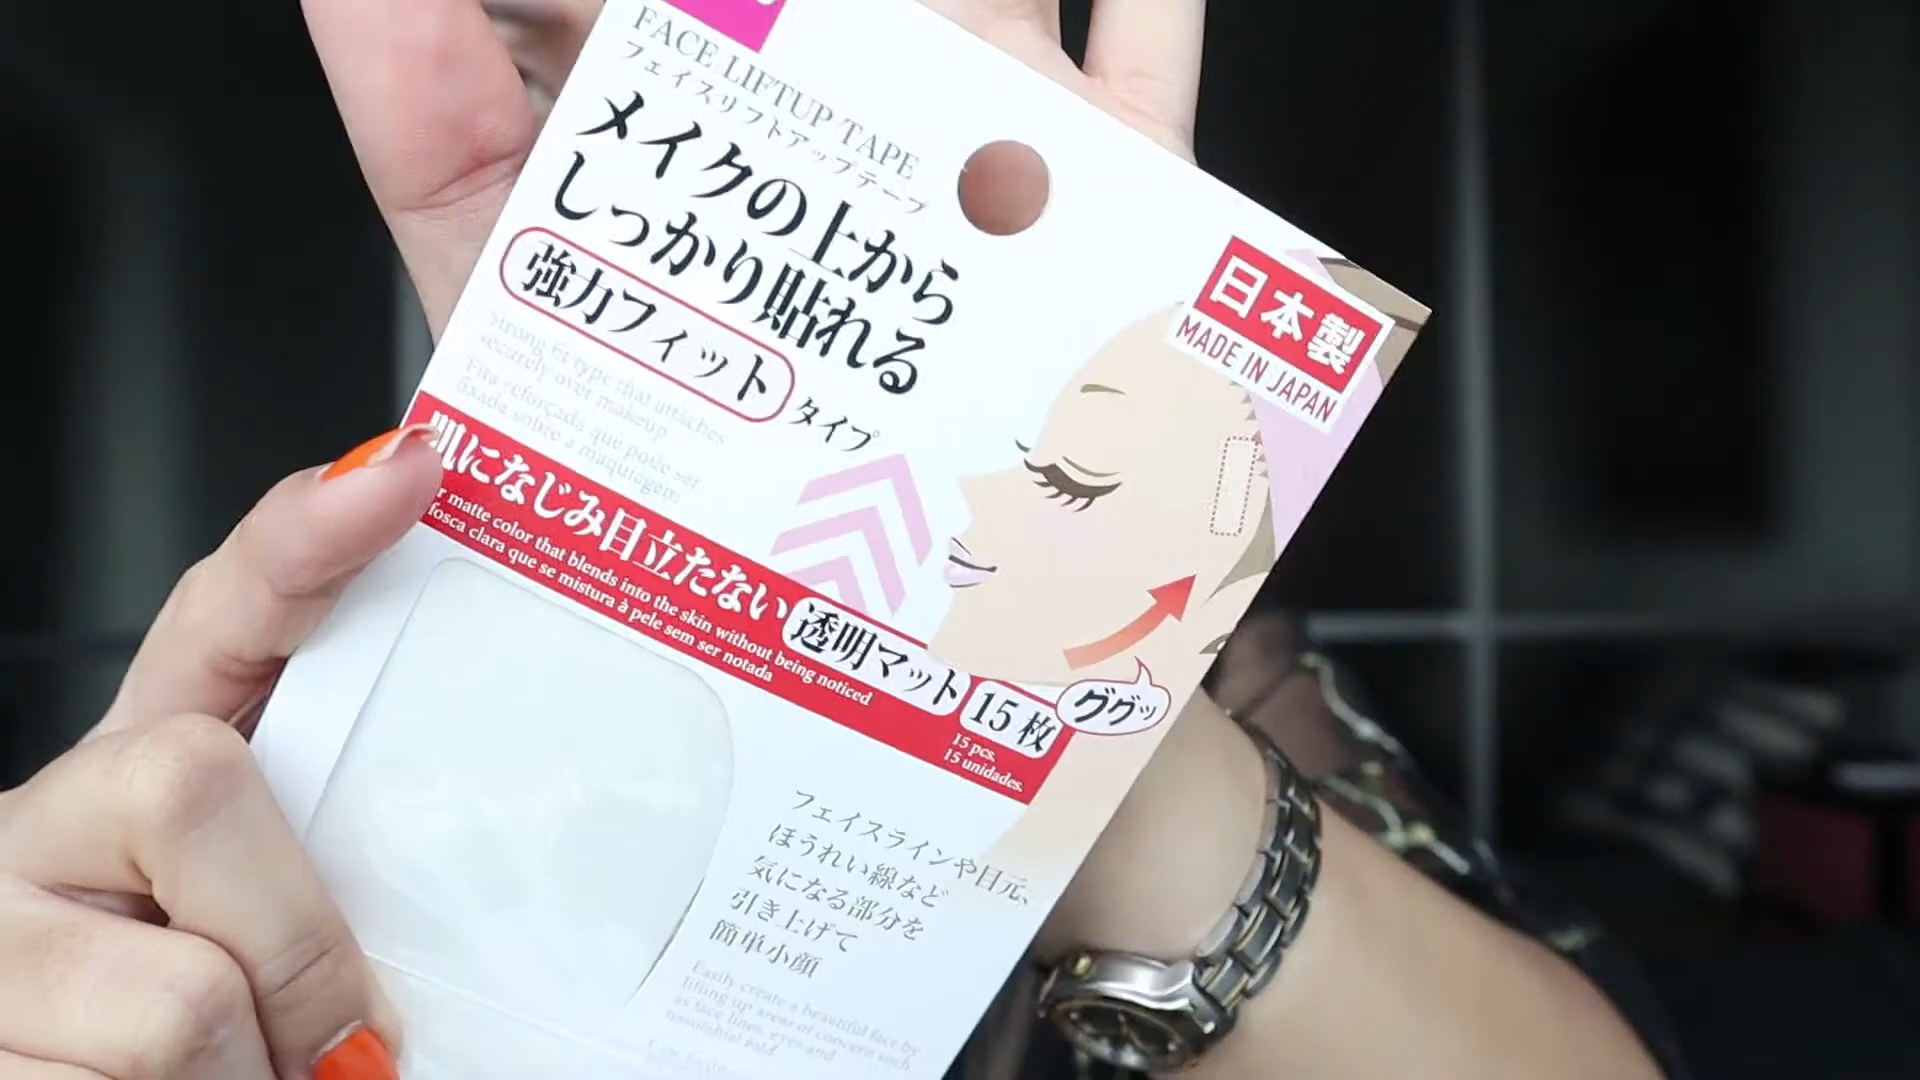 FACE LIFTUP TAPE
フェイスリフトアップテープ
メイクの上から
しっかり貼れる
強力フィット タイプ
Strong fit type that attaches
securely over makeup
Fita reforçada que pode ser
fixada sobre a maquiagem
日本製
MADE IN JAPAN
肌になじみ目立たない 透明マット 15枚
matte color that blends into the skin without being noticed
fosca clara que se mistura à pele sem ser notada
15 pcs.
15 unidades.
ググッ
フェイスラインや目元、
ほうれい線など
気になる部分を
引き上げて
簡単小顔
Easily create a beautiful face by
lifting up areas of concern such
as face lines, eyes and
nasolabial fold.